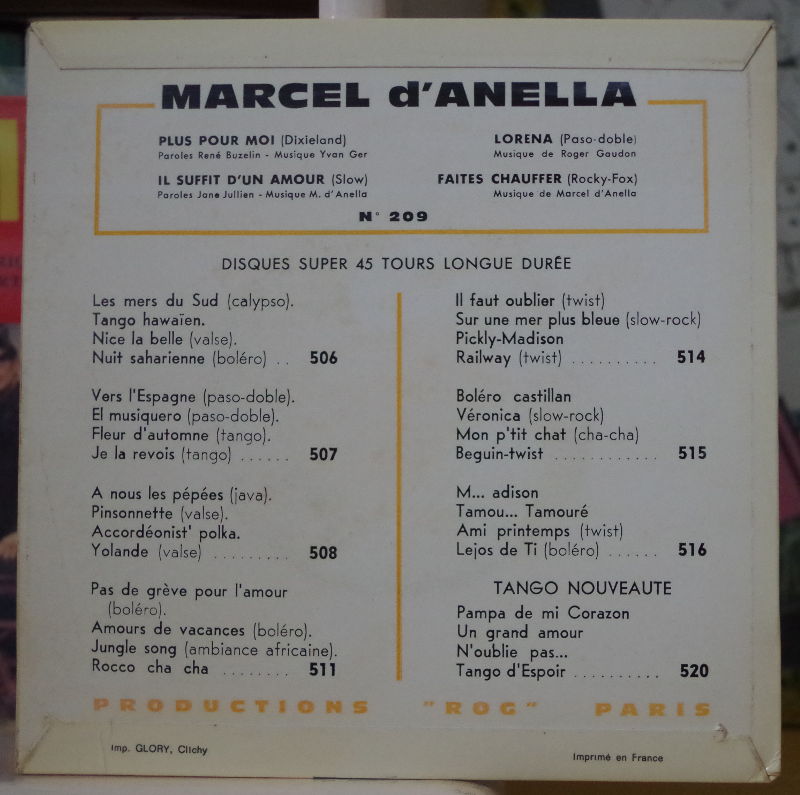 MARCEL d'ANELLA
PLUS POUR MOI (Dixieland)
Paroles René Buzelin - Musique Yvan Ger
IL SUFFIT D'UN AMOUR (Slow)
Paroles Jane Jullien - Musique M. d'Anella
LORENA (Paso-doble)
Musique de Roger Gaudon
FAITES CHAUFFER (Rocky-Fox)
Musique de Marcel d'Anella
N° 209
DISQUES SUPER 45 TOURS LONGUE DURÉE
Les mers du Sud (calypso).
Tango hawaïen.
Nice la belle (valse).
Nuit saharienne (boléro) .. 506
Vers l'Espagne (paso-doble).
El musiquero (paso-doble).
Fleur d'automne (tango).
Je la revois (tango) ...... 507
A nous les pépées (java).
Pinsonnette (valse).
Accordéonist' polka.
Yolande (valse) ......... 508
Pas de grève pour l'amour
(boléro).
Amours de vacances (boléro).
Jungle song (ambiance africaine).
Rocco cha cha ........ 511
Il faut oublier (twist)
Sur une mer plus bleue (slow-rock)
Pickly-Madison
Railway (twist) .......... 514
Boléro castillan
Véronica (slow-rock)
Mon p'tit chat (cha-cha)
Beguin-twist ............ 515
M... adison
Tamou... Tamouré
Ami printemps (twist)
Lejos de Ti (boléro) ...... 516
TANGO NOUVEAUTE
Pampa de mi Corazon
Un grand amour
N'oublie pas...
Tango d'Espoir .......... 520
PRODUCTIONS "ROG" PARIS
Imp. GLORY, Clichy
Imprimé en France